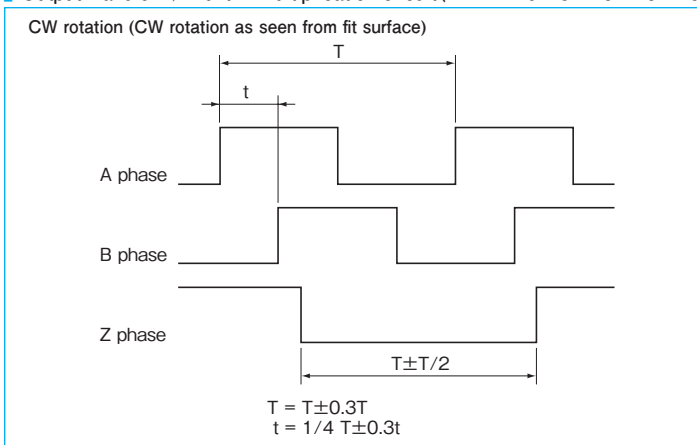 CW rotation (CW rotation as seen from fit surface)
T
t
A phase
B phase
Z phase
T±T/2
T = T±0.3T
t = 1/4 T±0.3t